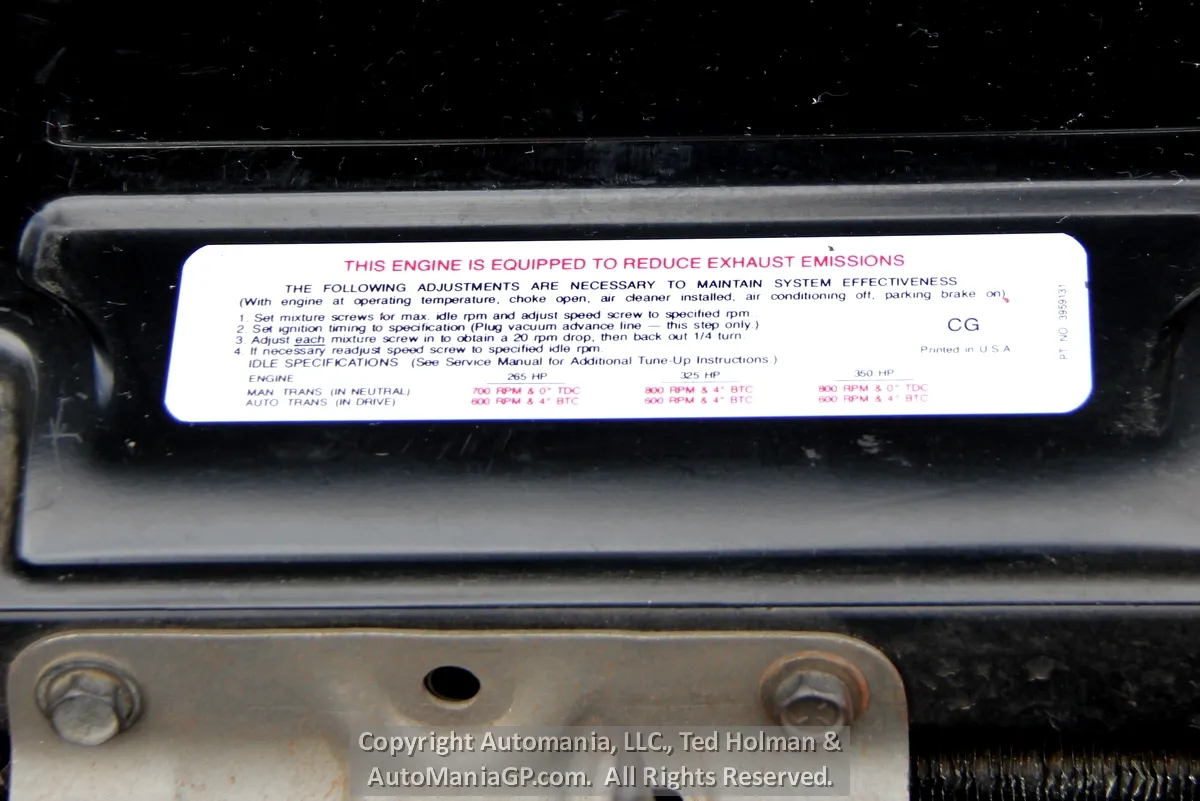 THIS ENGINE IS EQUIPPED TO REDUCE EXHAUST EMISSIONS
THE FOLLOWING ADJUSTMENTS ARE NECESSARY TO MAINTAIN SYSTEM EFFECTIVENESS
(With engine at operating temperature, choke open, air cleaner installed, air conditioning off, parking brake on)
1. Set mixture screws for max. idle rpm and adjust speed screw to specified rpm.
2. Set ignition timing to specification (Plug vacuum advance line — this step only.)
3. Adjust each mixture screw in to obtain a 20 rpm drop, then back out 1/4 turn.
4. If necessary readjust speed screw to specified idle rpm.
CG
Printed in U S A
PT. NO 3959131
IDLE SPECIFICATIONS (See Service Manual for Additional Tune-Up Instructions.)
ENGINE 265 HP 325 HP 350 HP
MAN TRANS (IN NEUTRAL) 700 RPM & 0° TDC 800 RPM & 4° BTC 800 RPM & 0° TDC
AUTO TRANS (IN DRIVE) 600 RPM & 4° BTC 600 RPM & 4° BTC 600 RPM & 4° BTC
Copyright Automania, LLC., Ted Holman &
AutoManiaGP.com. All Rights Reserved.